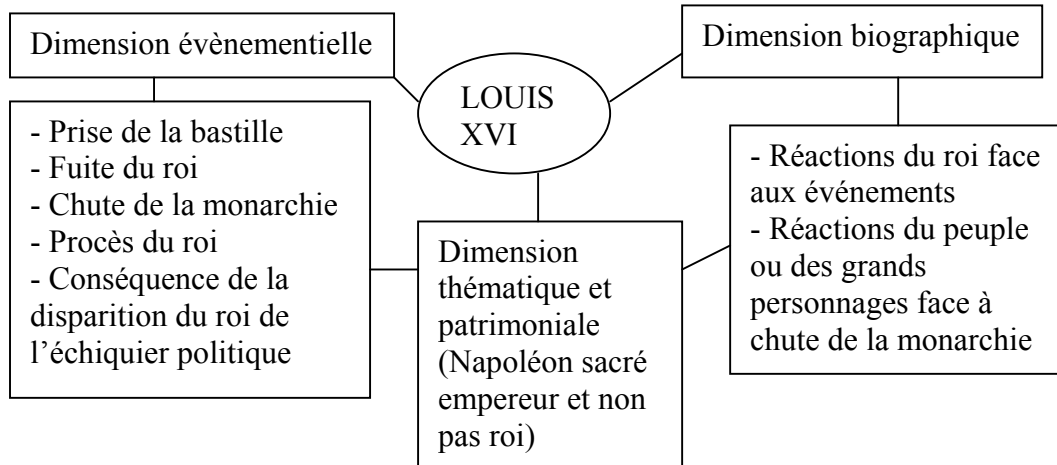 Dimension évènementielle
- Prise de la bastille
- Fuite du roi
- Chute de la monarchie
- Procès du roi
- Conséquence de la
disparition du roi de
l'échiquier politique
LOUIS
XVI
Dimension
thématique et
patrimoniale
(Napoléon sacré
empereur et non
pas roi)
Dimension biographique
- Réactions du roi face
aux événements
- Réactions du peuple
ou des grands
personnages face à
chute de la monarchie